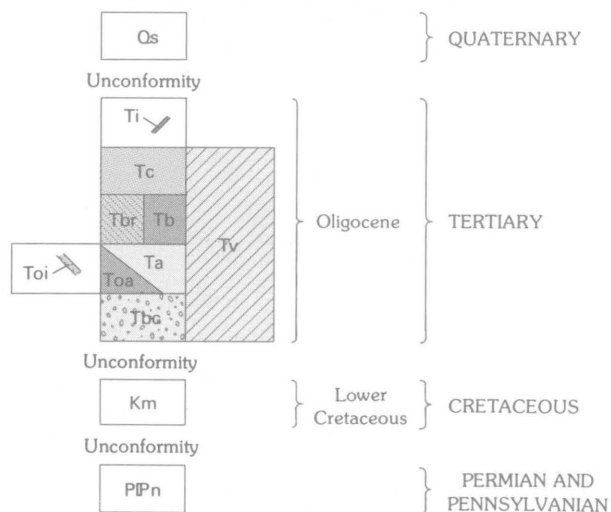 Qs
QUATERNARY
Unconformity
Ti
Tc
Tbr
Tb
Tv
Oligocene
TERTIARY
Toi
Ta
Toa
Tbc
Unconformity
Km
Lower
Cretaceous
CRETACEOUS
Unconformity
PℙPn
PERMIAN AND
PENNSYLVANIAN